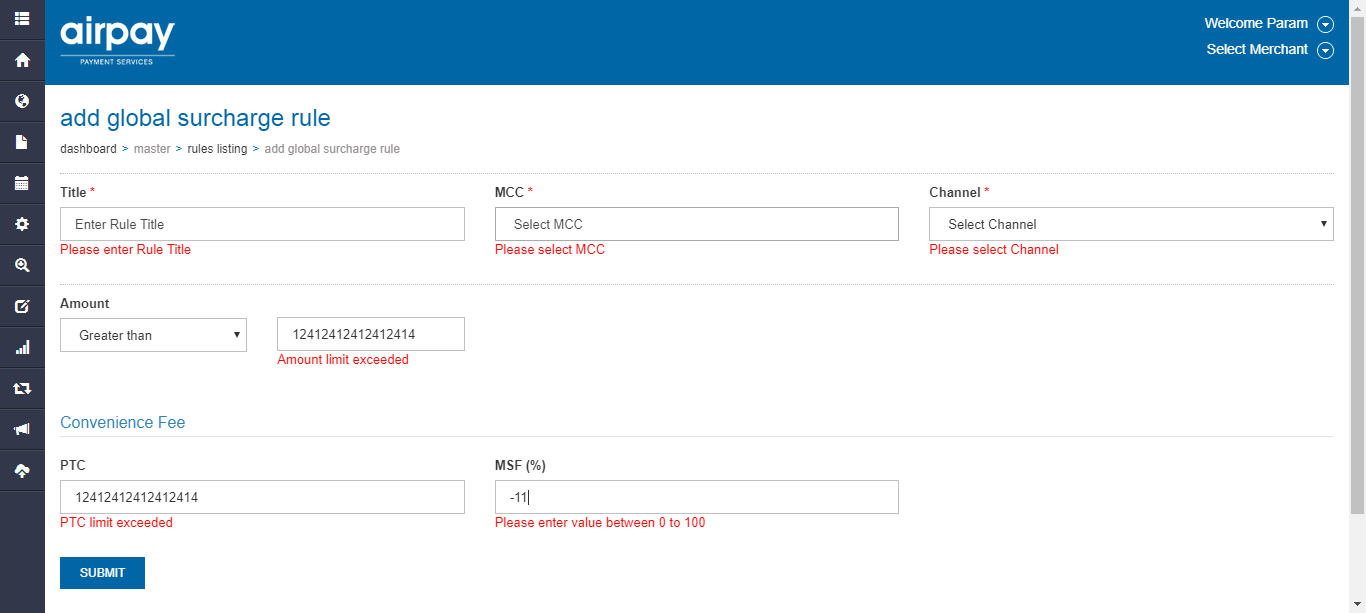 airpay
PAYMENT SERVICES
Welcome Param
Select Merchant
add global surcharge rule
dashboard > master > rules listing > add global surcharge rule
Title * MCC * Channel *
Enter Rule Title Select MCC Select Channel
Please enter Rule Title Please select MCC Please select Channel
Amount
Greater than 12412412412412414
Amount limit exceeded
Convenience Fee
PTC MSF (%)
12412412412412414 -11
PTC limit exceeded Please enter value between 0 to 100
SUBMIT